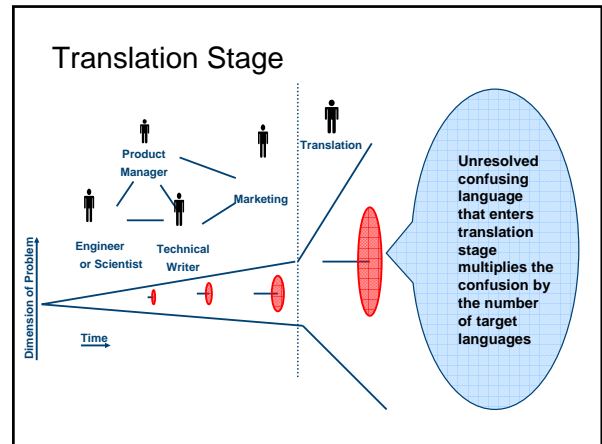 Translation Stage
Translation
Product
Manager
Marketing
Engineer
or Scientist
Technical
Writer
Dimension of Problem
Time
Unresolved
confusing
language
that enters
translation
stage
multiplies the
confusion by
the number
of target
languages